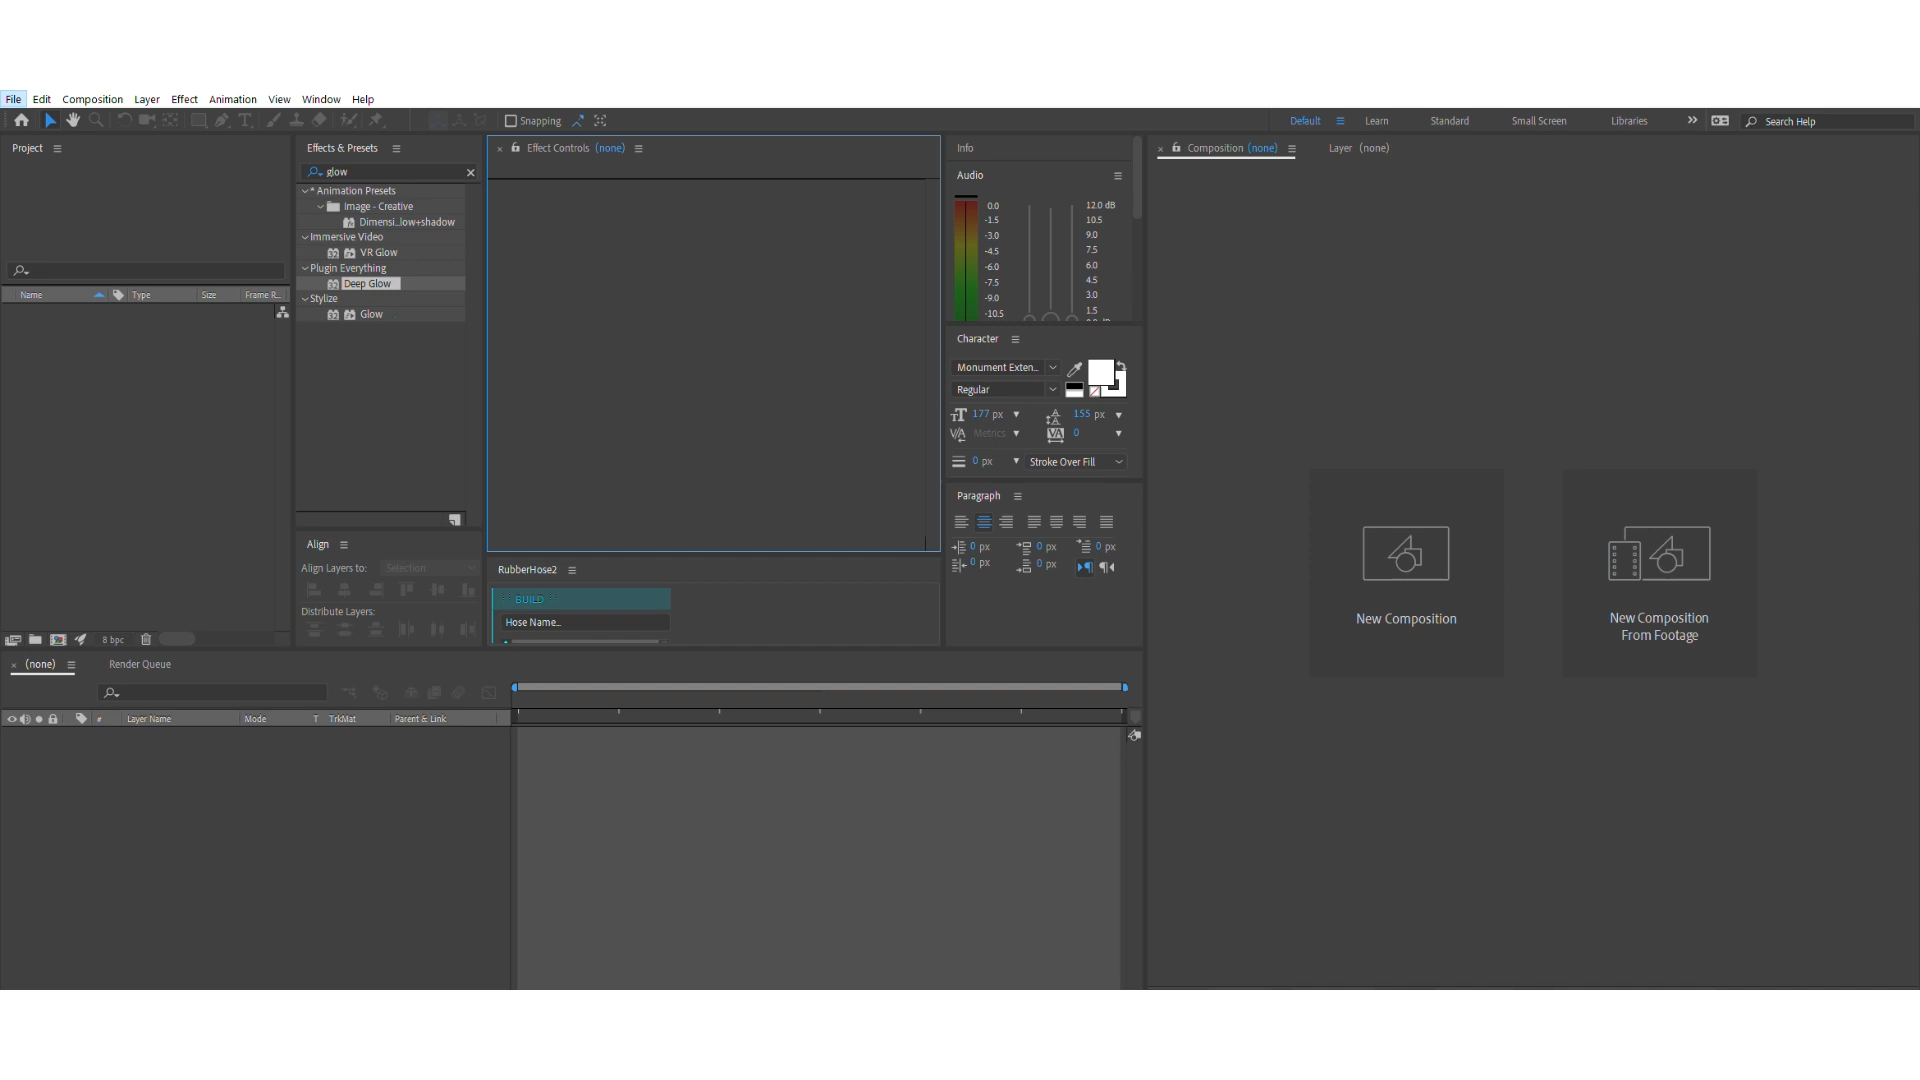 File Edit Composition Layer Effect Animation View Window Help
Snapping
Default Learn Standard Small Screen Libraries Search Help
Project
Name Type Size Frame R...
8 bpc
Effects & Presets
glow
* Animation Presets
Image - Creative
Dimensi...low+shadow
Immersive Video
32 VR Glow
Plugin Everything
32 Deep Glow
Stylize
32 Glow
Align
Align Layers to: Selection
Distribute Layers:
Effect Controls (none)
RubberHose2
BUILD
Hose Name...
Info
Audio
0.0 12.0 dB
-1.5 10.5
-3.0 9.0
-4.5 7.5
-6.0 6.0
-7.5 4.5
-9.0 3.0
-10.5 1.5
Character
Monument Exten...
Regular
177 px 155 px
Metrics 0
0 px Stroke Over Fill
Paragraph
0 px 0 px 0 px
0 px 0 px
Composition (none) Layer (none)
New Composition
New Composition
From Footage
(none) Render Queue
# Layer Name Mode T TrkMat Parent & Link